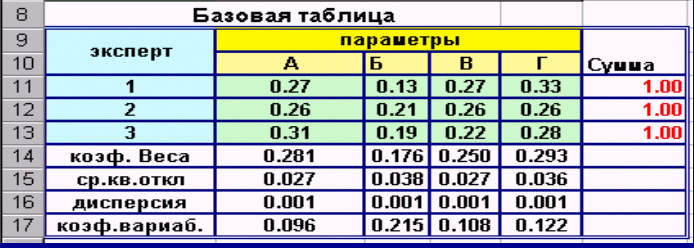 8 Базовая таблица
9 эксперт параметры
10 А Б В Г Сумма
11 1 0.27 0.13 0.27 0.33 1.00
12 2 0.26 0.21 0.26 0.26 1.00
13 3 0.31 0.19 0.22 0.28 1.00
14 коэф. Веса 0.281 0.176 0.250 0.293
15 ср.кв.откл 0.027 0.038 0.027 0.036
16 дисперсия 0.001 0.001 0.001 0.001
17 коэф.вариаб. 0.096 0.215 0.108 0.122